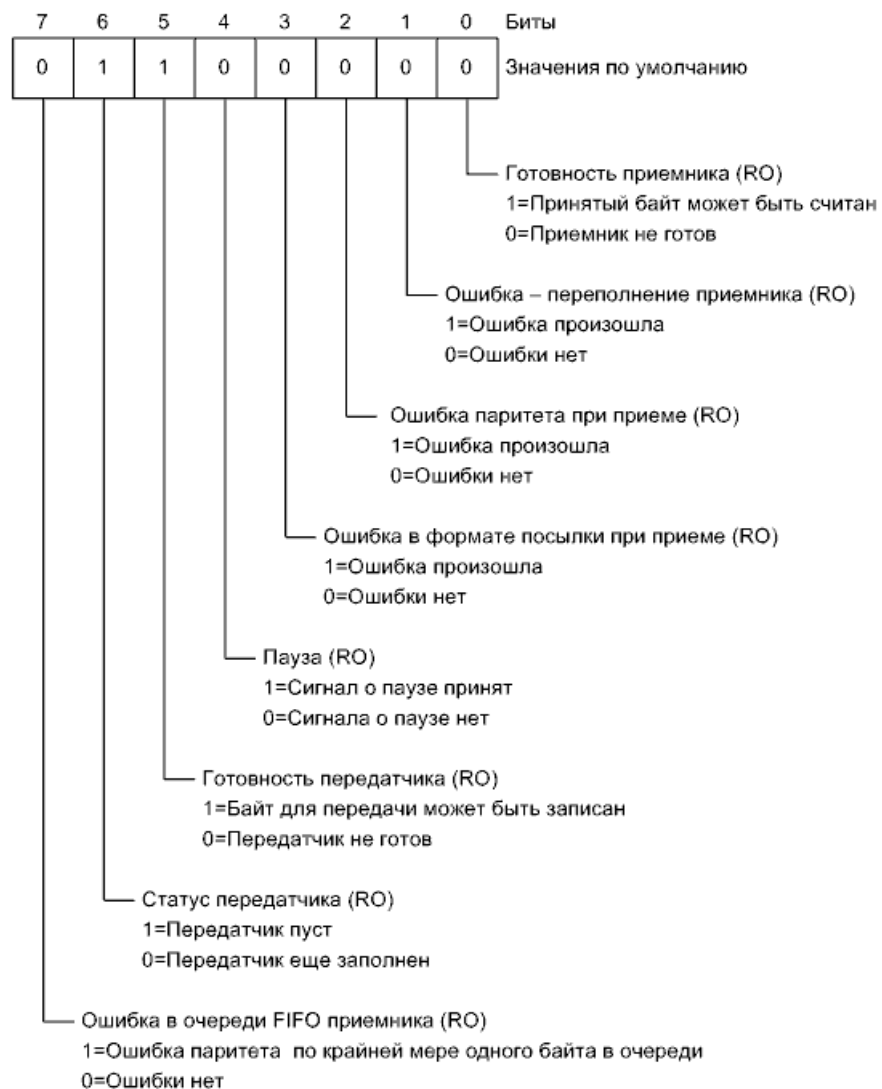 7 6 5 4 3 2 1 0 Биты
0 1 1 0 0 0 0 0 Значения по умолчанию
Готовность приемника (RO)
1=Принятый байт может быть считан
0=Приемник не готов
Ошибка – переполнение приемника (RO)
1=Ошибка произошла
0=Ошибки нет
Ошибка паритета при приеме (RO)
1=Ошибка произошла
0=Ошибки нет
Ошибка в формате посылки при приеме (RO)
1=Ошибка произошла
0=Ошибки нет
Пауза (RO)
1=Сигнал о паузе принят
0=Сигнала о паузе нет
Готовность передатчика (RO)
1=Байт для передачи может быть записан
0=Передатчик не готов
Статус передатчика (RO)
1=Передатчик пуст
0=Передатчик еще заполнен
Ошибка в очереди FIFO приемника (RO)
1=Ошибка паритета по крайней мере одного байта в очереди
0=Ошибки нет